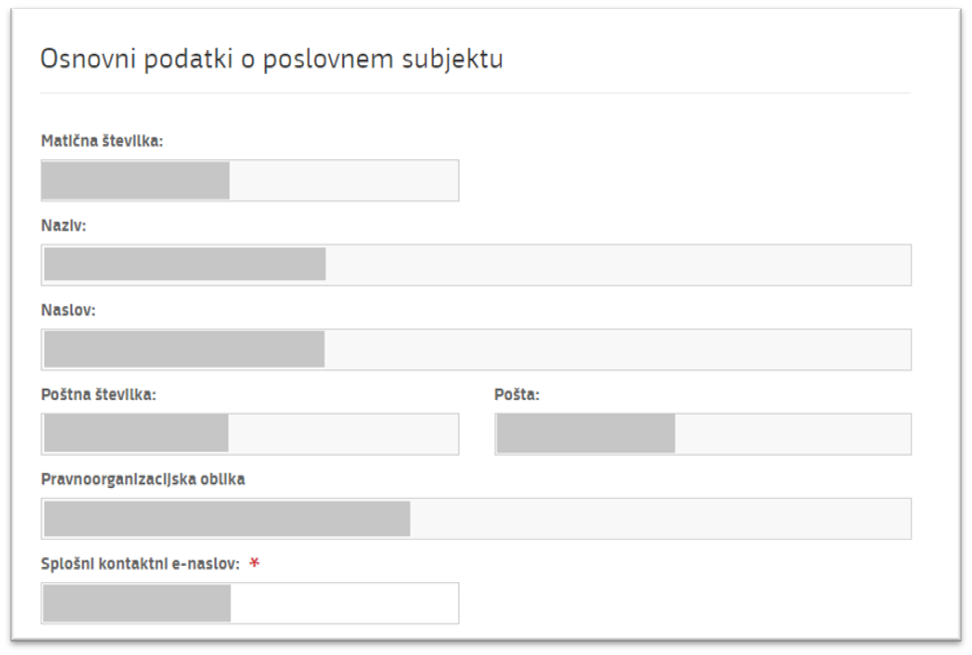 Osnovni podatki o poslovnem subjektu
Matična številka:
Naziv:
Naslov:
Poštna številka: Pošta:
Pravnoorganizacijska oblika
Splošni kontaktni e-naslov: *